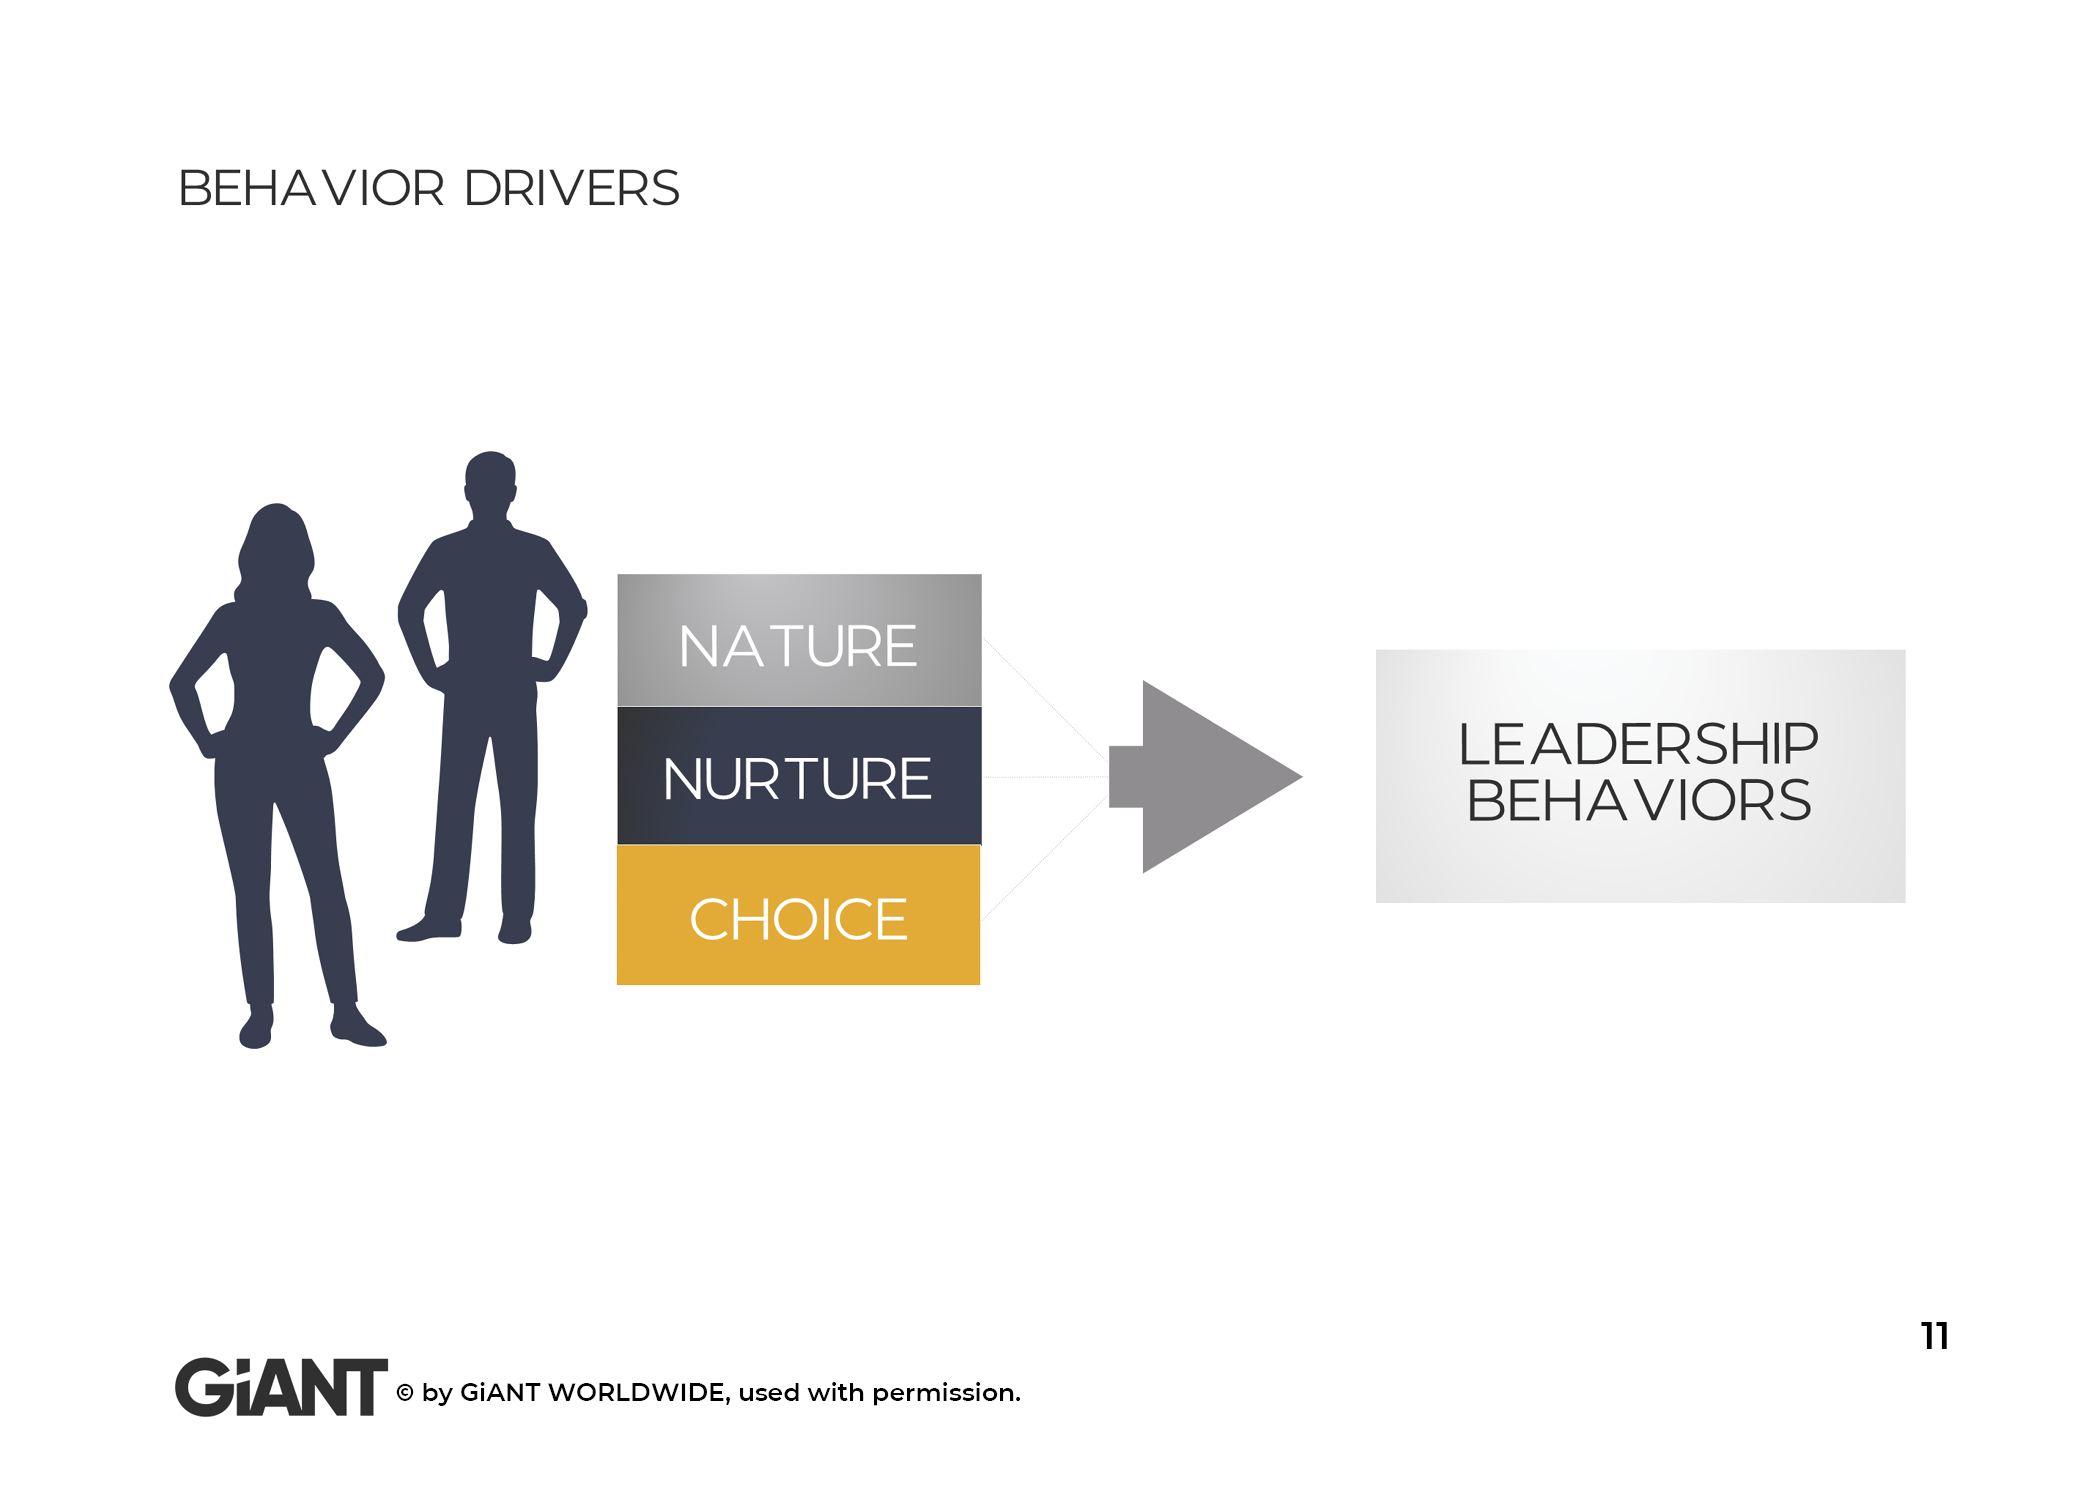 BEHAVIOR DRIVERS
NATURE
NURTURE
CHOICE
LEADERSHIP
BEHAVIORS
11
GiANT © by GiANT WORLDWIDE, used with permission.